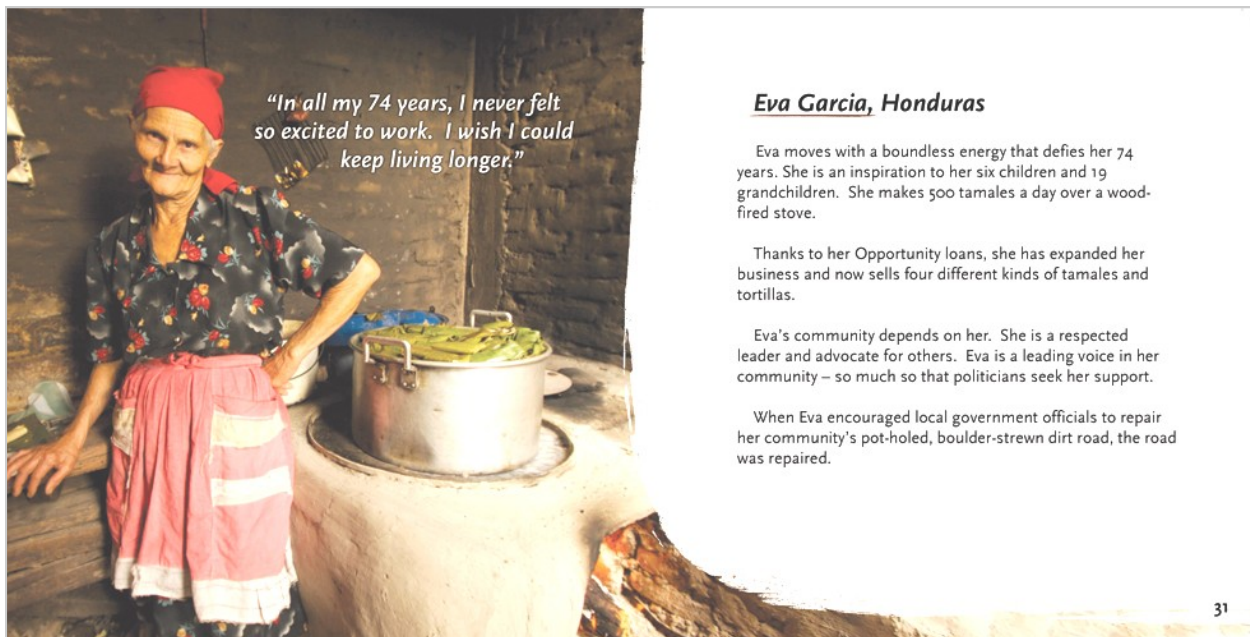 “In all my 74 years, I never felt
so excited to work.  I wish I could
keep living longer.”
Eva Garcia, Honduras
Eva moves with a boundless energy that defies her 74
years. She is an inspiration to her six children and 19
grandchildren.  She makes 500 tamales a day over a wood-
fired stove.
Thanks to her Opportunity loans, she has expanded her
business and now sells four different kinds of tamales and
tortillas.
Eva’s community depends on her.  She is a respected
leader and advocate for others.  Eva is a leading voice in her
community – so much so that politicians seek her support.
When Eva encouraged local government officials to repair
her community’s pot-holed, boulder-strewn dirt road, the road
was repaired.
31